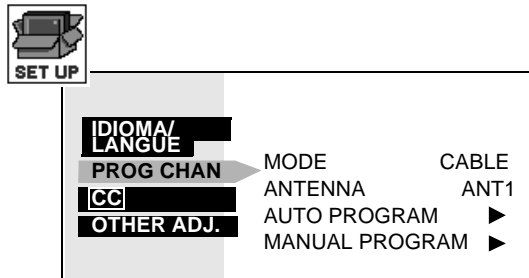 SET UP
IDIOMA/
LANGUE
PROG CHAN
CC
OTHER ADJ.
MODE CABLE
ANTENNA ANT1
AUTO PROGRAM ▶
MANUAL PROGRAM ▶